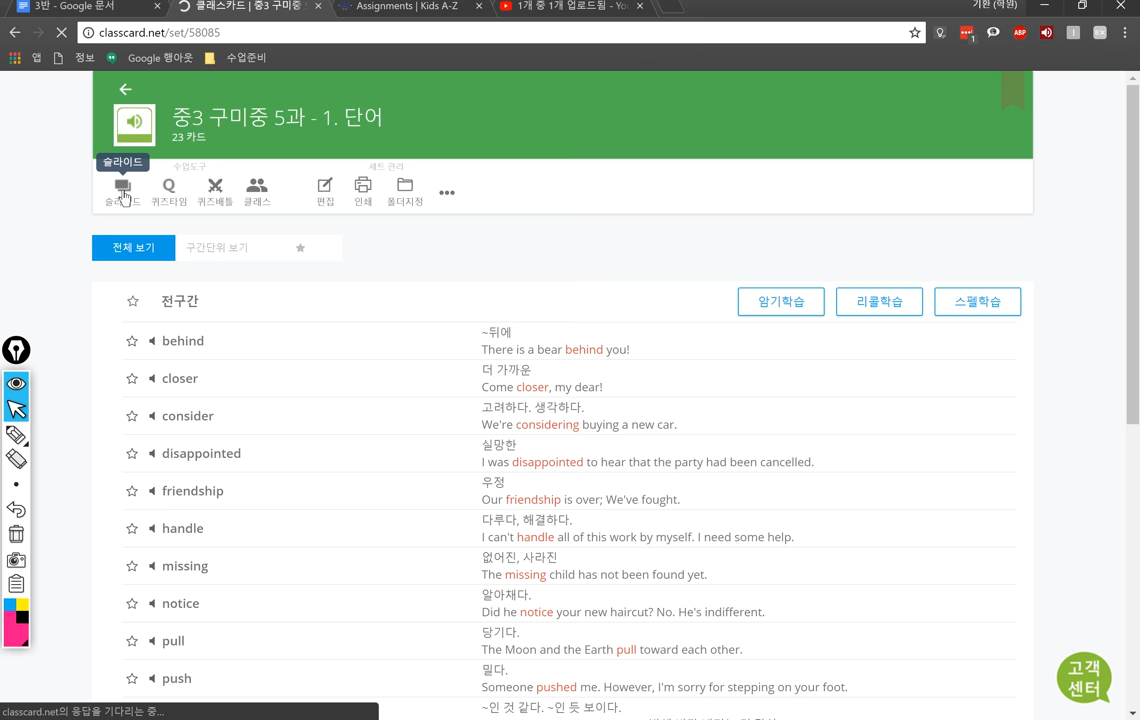 3반 - Google 문서
클래스카드 | 중3 구미중
Assignments | Kids A-Z
1개 중 1개 업로드됨 - You
기환 (학원)
classcard.net/set/58085
ABP
1
앱
정보
Google 행아웃
수업준비
중3 구미중 5과 - 1. 단어
23 카드
슬라이드
수업도구
세트 관리
Q
퀴즈타임
퀴즈배틀
클래스
편집
인쇄
폴더지정
전체 보기
구간단위 보기
전구간
암기학습
리콜학습
스펠학습
behind
~뒤에
There is a bear behind you!
closer
더 가까운
Come closer, my dear!
consider
고려하다. 생각하다.
We're considering buying a new car.
disappointed
실망한
I was disappointed to hear that the party had been cancelled.
friendship
우정
Our friendship is over; We've fought.
handle
다루다, 해결하다.
I can't handle all of this work by myself. I need some help.
missing
없어진, 사라진
The missing child has not been found yet.
notice
알아채다.
Did he notice your new haircut? No. He's indifferent.
pull
당기다.
The Moon and the Earth pull toward each other.
push
밀다.
Someone pushed me. However, I'm sorry for stepping on your foot.
~인 것 같다. ~인 듯 보이다.
고객
센터
classcard.net의 응답을 기다리는 중...